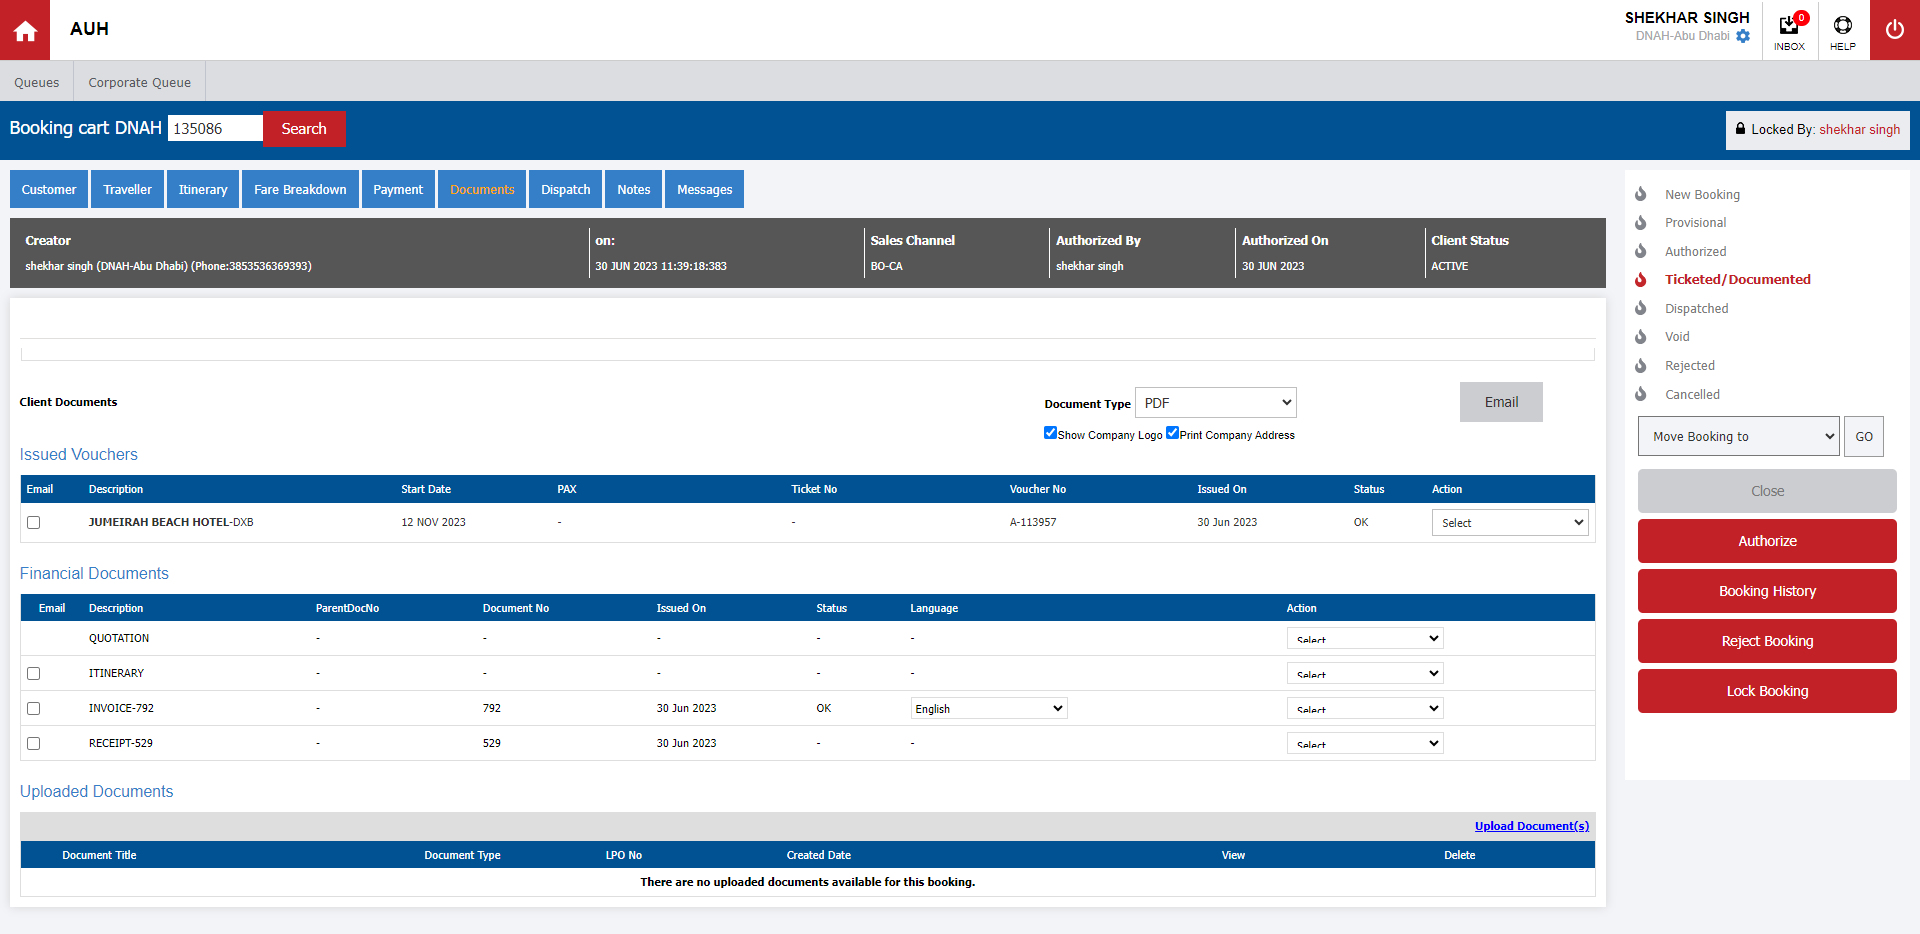 AUH
SHEKHAR SINGH
DNAH-Abu Dhabi
0
INBOX
HELP
Queues
Corporate Queue
Booking cart DNAH 135086 Search
Locked By: shekhar singh
Customer Traveller Itinerary Fare Breakdown Payment Documents Dispatch Notes Messages
Creator on: Sales Channel Authorized By Authorized On Client Status
shekhar singh (DNAH-Abu Dhabi) (Phone:3853536369393) 30 JUN 2023 11:39:18:383 BO-CA shekhar singh 30 JUN 2023 ACTIVE
Client Documents Document Type PDF Email
Show Company Logo Print Company Address
Issued Vouchers
Email Description Start Date PAX Ticket No Voucher No Issued On Status Action
JUMEIRAH BEACH HOTEL-DXB 12 NOV 2023 - - A-113957 30 Jun 2023 OK Select
Financial Documents
Email Description ParentDocNo Document No Issued On Status Language Action
QUOTATION - - - - - Select
ITINERARY - - - - - Select
INVOICE-792 - 792 30 Jun 2023 OK English Select
RECEIPT-529 - 529 30 Jun 2023 - - Select
Uploaded Documents
Upload Document(s)
Document Title Document Type LPO No Created Date View Delete
There are no uploaded documents available for this booking.
New Booking
Provisional
Authorized
Ticketed/Documented
Dispatched
Void
Rejected
Cancelled
Move Booking to GO
Close
Authorize
Booking History
Reject Booking
Lock Booking